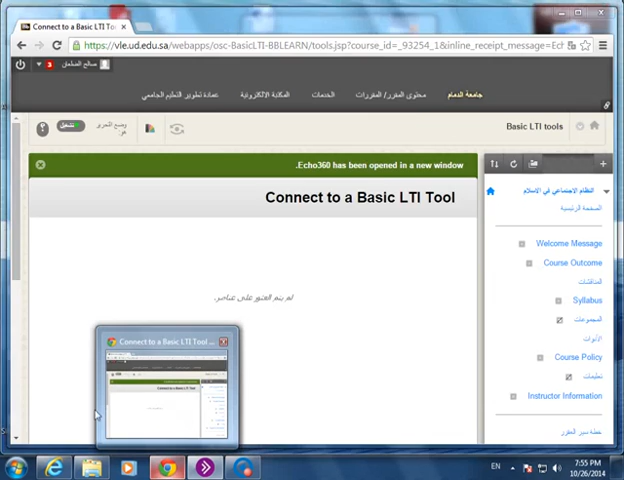 Connect to a Basic LTI Tool
https://vle.ud.edu.sa/webapps/osc-BasicLTI-BBLEARN/tools.jsp?course_id=_93254_1&inline_receipt_message=Ech
3
جامعة الدمام
محتوى المقرر/ المقررات
الخدمات
المكتبة الالكترونية
عمادة تطوير التعليم الجامعي
Basic LTI tools
وضع التحرير هو:
تشغيل
.Echo360 has been opened in a new window
Connect to a Basic LTI Tool
لم يتم العثور على عناصر.
النظام الاجتماعي في الاسلام
الصفحة الرئيسية
Welcome Message
Course Outcome
المناقشات
Syllabus
المجموعات
الأدوات
Course Policy
تعليمات
Instructor Information
خطة سير المقرر
Connect to a Basic LTI Tool ...
EN
7:55 PM
10/26/2014